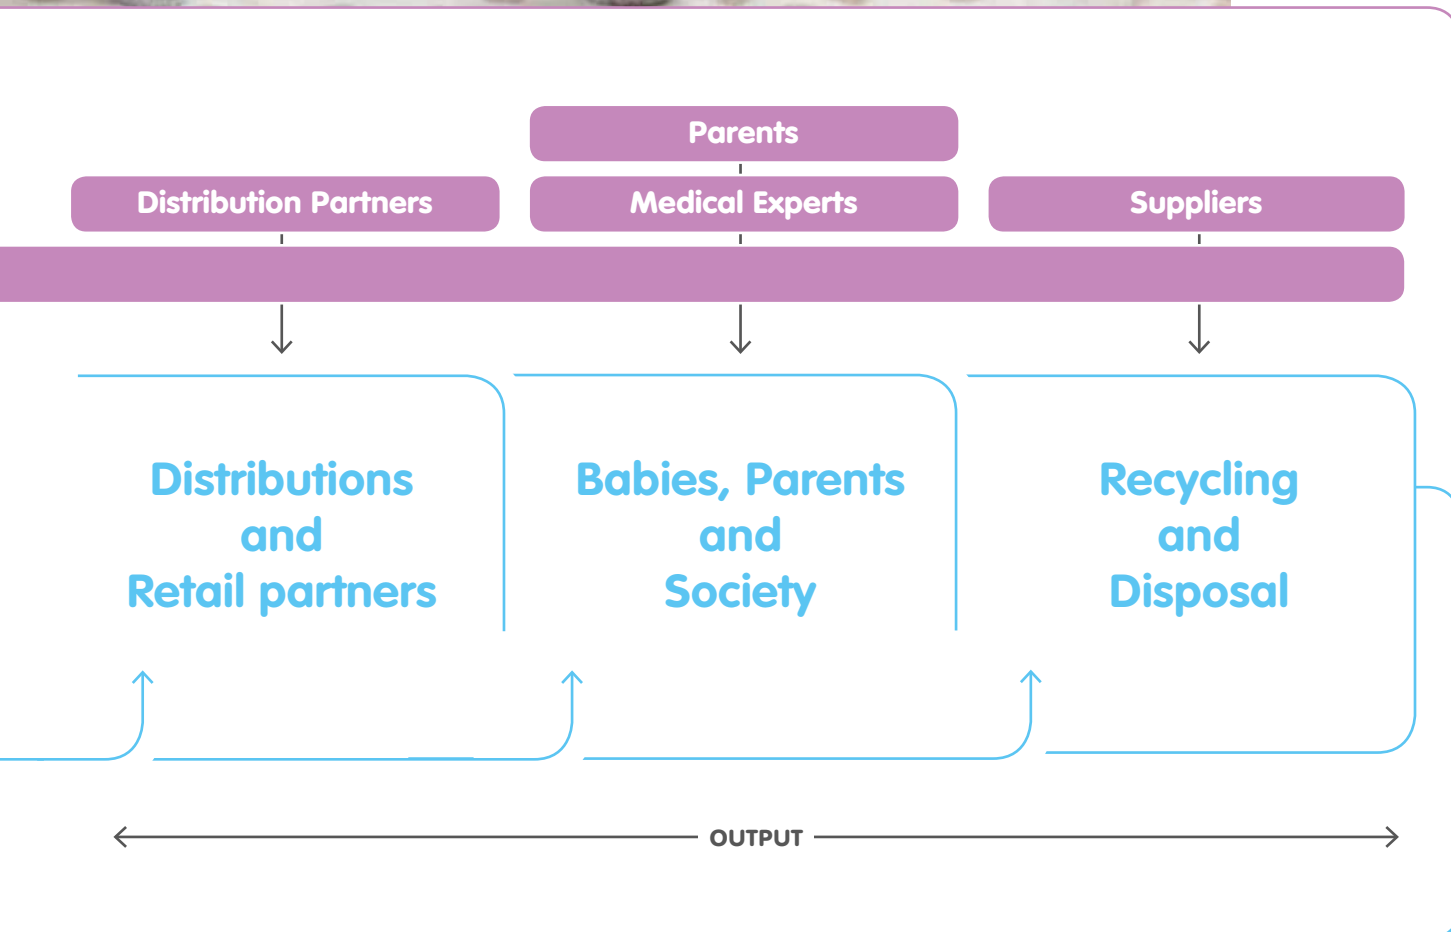 Parents
Distribution Partners
Medical Experts
Suppliers
Distributions
and
Retail partners
Babies, Parents
and
Society
Recycling
and
Disposal
OUTPUT